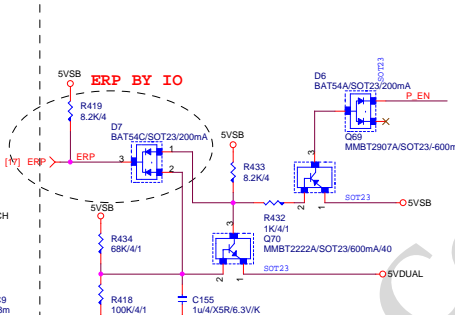 5VSB
ERP BY IO
R419
8.2K/4
D7
BAT54C/SOT23/200mA
[17] ERP
ERP
3
1
2
5VSB
R434
68K/4/1
R418
100K/4/1
C155
1u/4/X5R/6.3V/K
5VSB
R433
8.2K/4
3
2
1
R432
1K/4/1
Q70
MMBT2222A/SOT23/600mA/40
SOT23
5VDUAL
D6
BAT54A/SOT23/200mA
SOT23
P_EN
Q69
MMBT2907A/SOT23/600m
3
2
1
SOT23
5VSB
CH